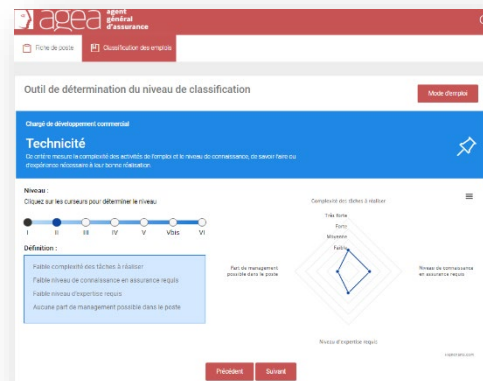 agea
agent
général
d'assurance
Fiche de poste
Classification des emplois
Outil de détermination du niveau de classification
Mode d'emploi
Chargé de développement commercial
Technicité
Ce critère mesure la complexité des activités de l'emploi et le niveau de connaissance, de savoir faire ou
d'expérience nécessaire à leur bonne réalisation.
Niveau :
Cliquez sur les curseurs pour déterminer le niveau
I II III IV V Vbis VI
Définition :
Faible complexité des tâches à réaliser
Faible niveau de connaissance en assurance requis
Faible niveau d'expertise requis
Aucune part de management possible dans le poste
Complexité des tâches à réaliser
Très forte
Forte
Moyenne
Faible
Part de management
possible dans le poste
Niveau de connaissance
en assurance requis
Niveau d'expertise requis
Précédent
Suivant